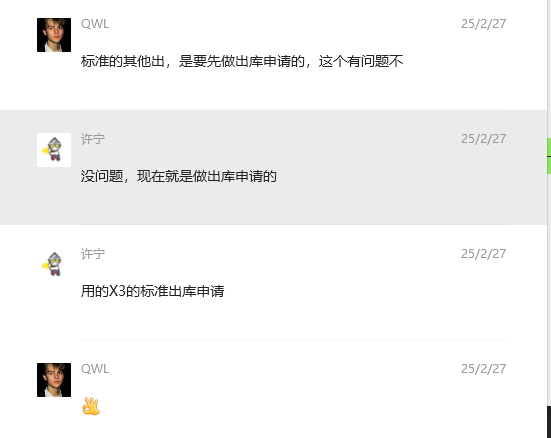 QWL
25/2/27
标准的其他出，是要先做出库申请的，这个有问题不
许宁
25/2/27
没问题，现在就是做出库申请的
许宁
25/2/27
用的X3的标准出库申请
QWL
25/2/27